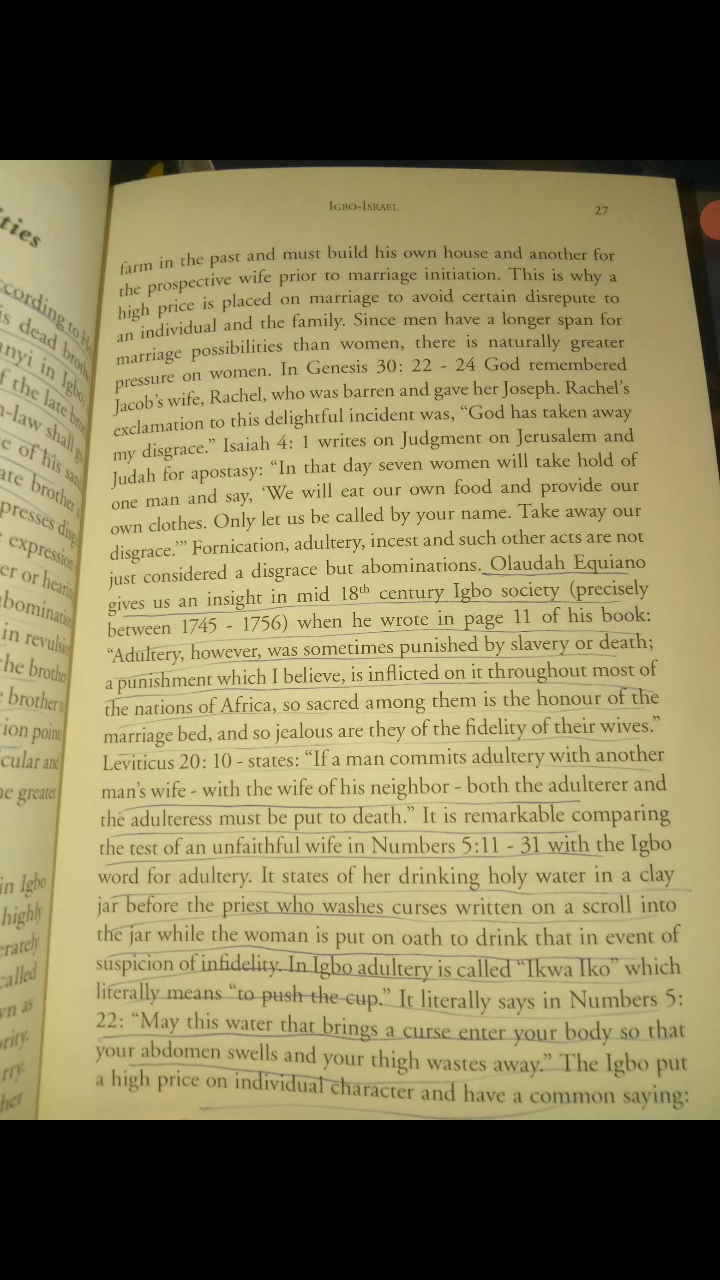 IGBO-ISRAEL
27
farm in the past and must build his own house and another for
the prospective wife prior to marriage initiation. This is why a
high price is placed on marriage to avoid certain disrepute to
an individual and the family. Since men have a longer span for
marriage possibilities than women, there is naturally greater
pressure on women. In Genesis 30: 22 - 24 God remembered
Jacob's wife, Rachel, who was barren and gave her Joseph. Rachel's
exclamation to this delightful incident was, “God has taken away
my disgrace.” Isaiah 4: 1 writes on Judgment on Jerusalem and
Judah for apostasy: “In that day seven women will take hold of
one man and say, ‘We will eat our own food and provide our
own clothes. Only let us be called by your name. Take away our
disgrace.’” Fornication, adultery, incest and such other acts are not
just considered a disgrace but abominations. Olaudah Equiano
gives us an insight in mid 18th century Igbo society (precisely
between 1745 - 1756) when he wrote in page 11 of his book:
“Adultery, however, was sometimes punished by slavery or death;
a punishment which I believe, is inflicted on it throughout most of
the nations of Africa, so sacred among them is the honour of the
marriage bed, and so jealous are they of the fidelity of their wives.”
Leviticus 20: 10 - states: “If a man commits adultery with another
man's wife - with the wife of his neighbor - both the adulterer and
the adulteress must be put to death.” It is remarkable comparing
the test of an unfaithful wife in Numbers 5:11 - 31 with the Igbo
word for adultery. It states of her drinking holy water in a clay
jar before the priest who washes curses written on a scroll into
the jar while the woman is put on oath to drink that in event of
suspicion of infidelity. In Igbo adultery is called “Ikwa Iko” which
literally means “to push the cup.” It literally says in Numbers 5:
22: “May this water that brings a curse enter your body so that
your abdomen swells and your thigh wastes away.” The Igbo put
a high price on individual character and have a common saying: